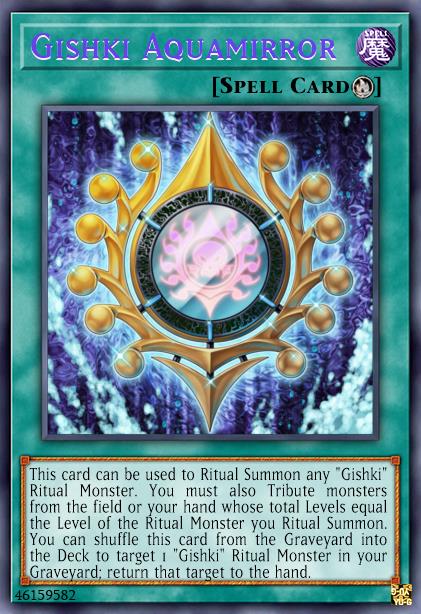 Gishki Aquamirror
SPELL
魔
[Spell Card]
This card can be used to Ritual Summon any "Gishki"
Ritual Monster. You must also Tribute monsters
from the field or your hand whose total Levels equal
the Level of the Ritual Monster you Ritual Summon.
You can shuffle this card from the Graveyard into
the Deck to target 1 "Gishki" Ritual Monster in your
Graveyard; return that target to the hand.
46159582